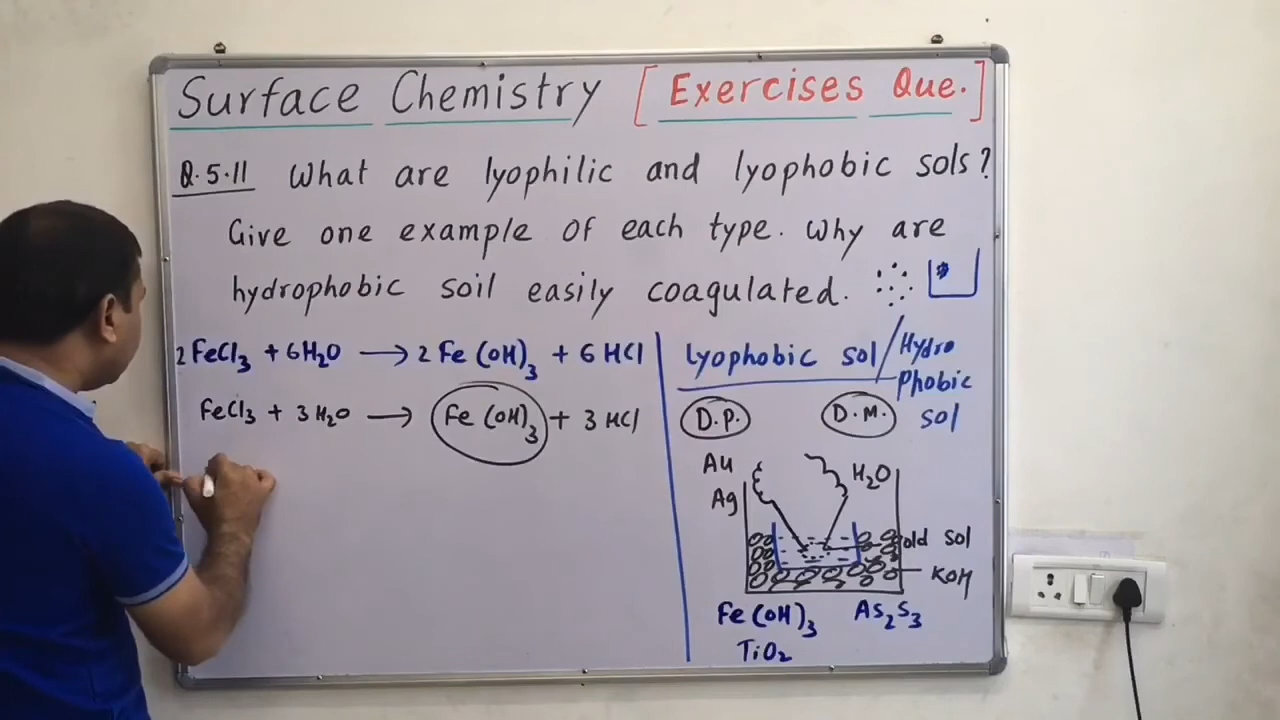 Surface Chemistry [Exercises Que.]
Q.5.11 What are lyophilic and lyophobic sols?
Give one example of each type. Why are
hydrophobic soil easily coagulated.
2FeCl₃ + 6H₂O → 2Fe(OH)₃ + 6HCl
FeCl₃ + 3H₂O → Fe(OH)₃ + 3HCl
lyophobic sol/Hydro
Phobic
sol
D.P. D.M.
Au
Ag
H₂O
old sol
KOH
Fe(OH)₃ As₂S₃
TiO₂